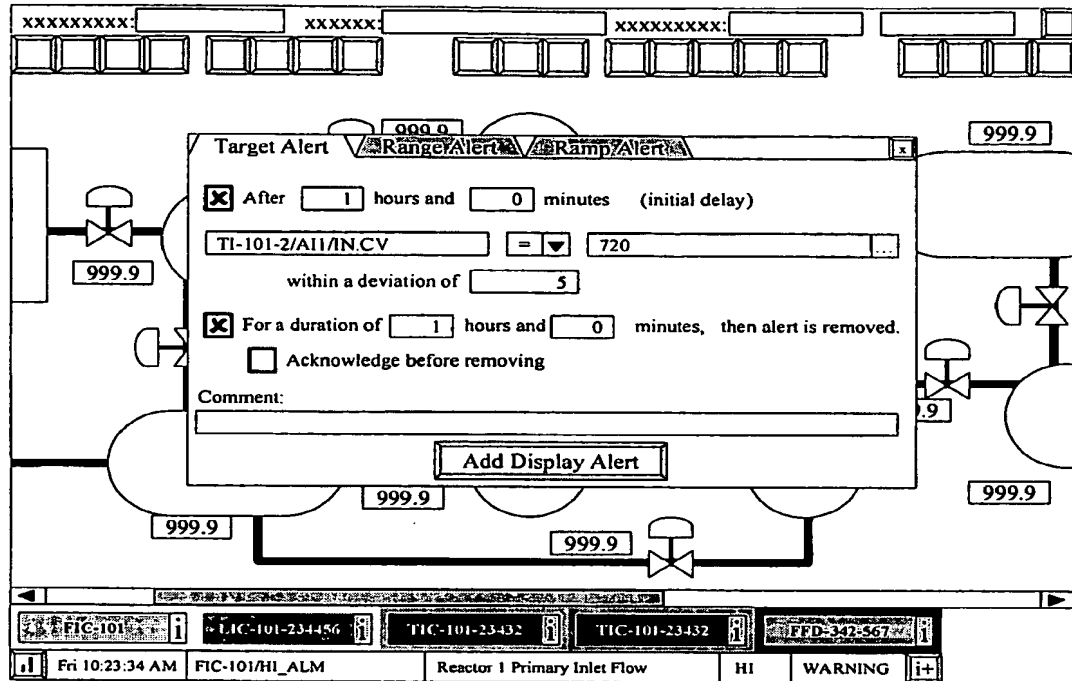 xxxxxxxxx: xxxxxx: xxxxxxxxx:
999.9 999.9
Target Alert Range Alert Ramp Alert x
After 1 hours and 0 minutes (initial delay)
TI-101-2/AI1/IN.CV = 720 ...
999.9
within a deviation of 5
For a duration of 1 hours and 0 minutes, then alert is removed.
Acknowledge before removing
Comment:
.9
Add Display Alert
999.9 999.9
999.9
999.9
FIC-101 i LIC-101-234456 i TIC-101-23432 i TIC-101-23432 i FFD-342-567 i
Fri 10:23:34 AM FIC-101/HI_ALM Reactor 1 Primary Inlet Flow HI WARNING i+